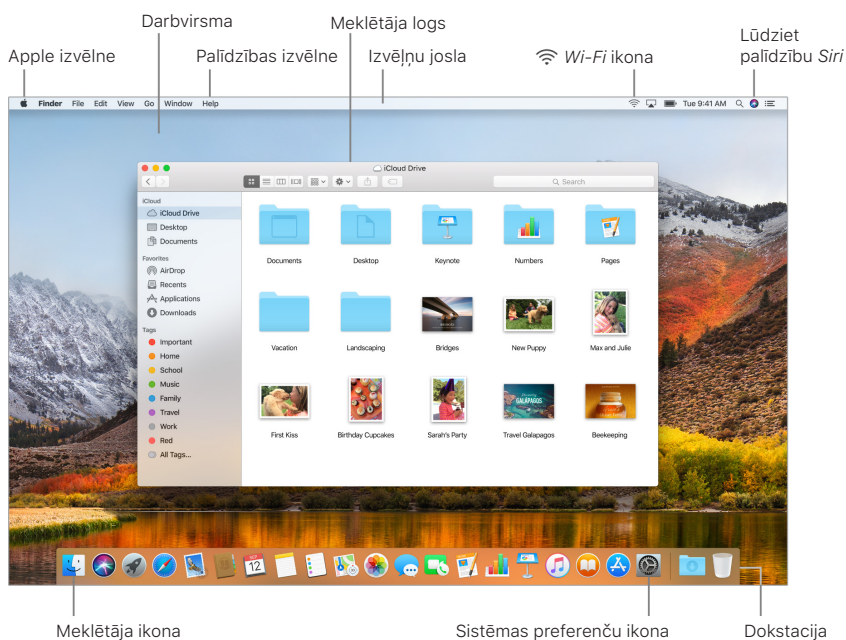 Darbvirsma
Meklētāja logs
Lūdziet
palīdzību Siri
Apple izvēlne
Palīdzības izvēlne
Izvēļņu josla
Wi-Fi ikona
Finder File Edit View Go Window Help
Tue 9:41 AM
iCloud Drive
Search
iCloud
iCloud Drive
Desktop
Documents
Favorites
AirDrop
Recents
Applications
Downloads
Tags
Important
Home
School
Music
Family
Travel
Work
Red
All Tags...
Documents
Desktop
Keynote
Numbers
Pages
Vacation
Landscaping
Bridges
New Puppy
Max and Julie
First Kiss
Birthday Cupcakes
Sarah's Party
GALÁPAGOS
Travel Galapagos
Beekeeping
12
Meklētāja ikona
Sistēmas preferenču ikona
Dokstacija